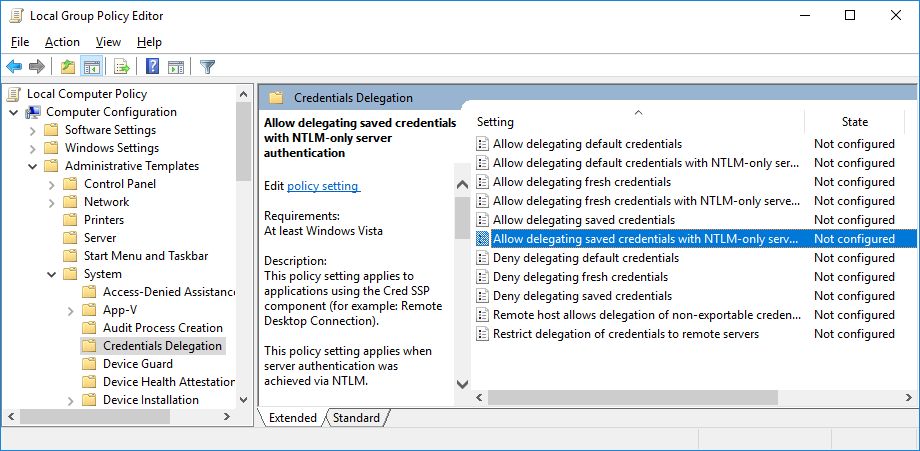 Local Group Policy Editor
File Action View Help
Local Computer Policy
Computer Configuration
Software Settings
Windows Settings
Administrative Templates
Control Panel
Network
Printers
Server
Start Menu and Taskbar
System
Access-Denied Assistance
App-V
Audit Process Creation
Credentials Delegation
Device Guard
Device Health Attestation
Device Installation
Credentials Delegation
Allow delegating saved credentials
with NTLM-only server
authentication
Edit policy setting
Requirements:
At least Windows Vista
Description:
This policy setting applies to
applications using the Cred SSP
component (for example: Remote
Desktop Connection).
This policy setting applies when
server authentication was
achieved via NTLM.
Setting State
Allow delegating default credentials Not configured
Allow delegating default credentials with NTLM-only ser... Not configured
Allow delegating fresh credentials Not configured
Allow delegating fresh credentials with NTLM-only serve... Not configured
Allow delegating saved credentials Not configured
Allow delegating saved credentials with NTLM-only serv... Not configured
Deny delegating default credentials Not configured
Deny delegating fresh credentials Not configured
Deny delegating saved credentials Not configured
Remote host allows delegation of non-exportable creden... Not configured
Restrict delegation of credentials to remote servers Not configured
Extended Standard